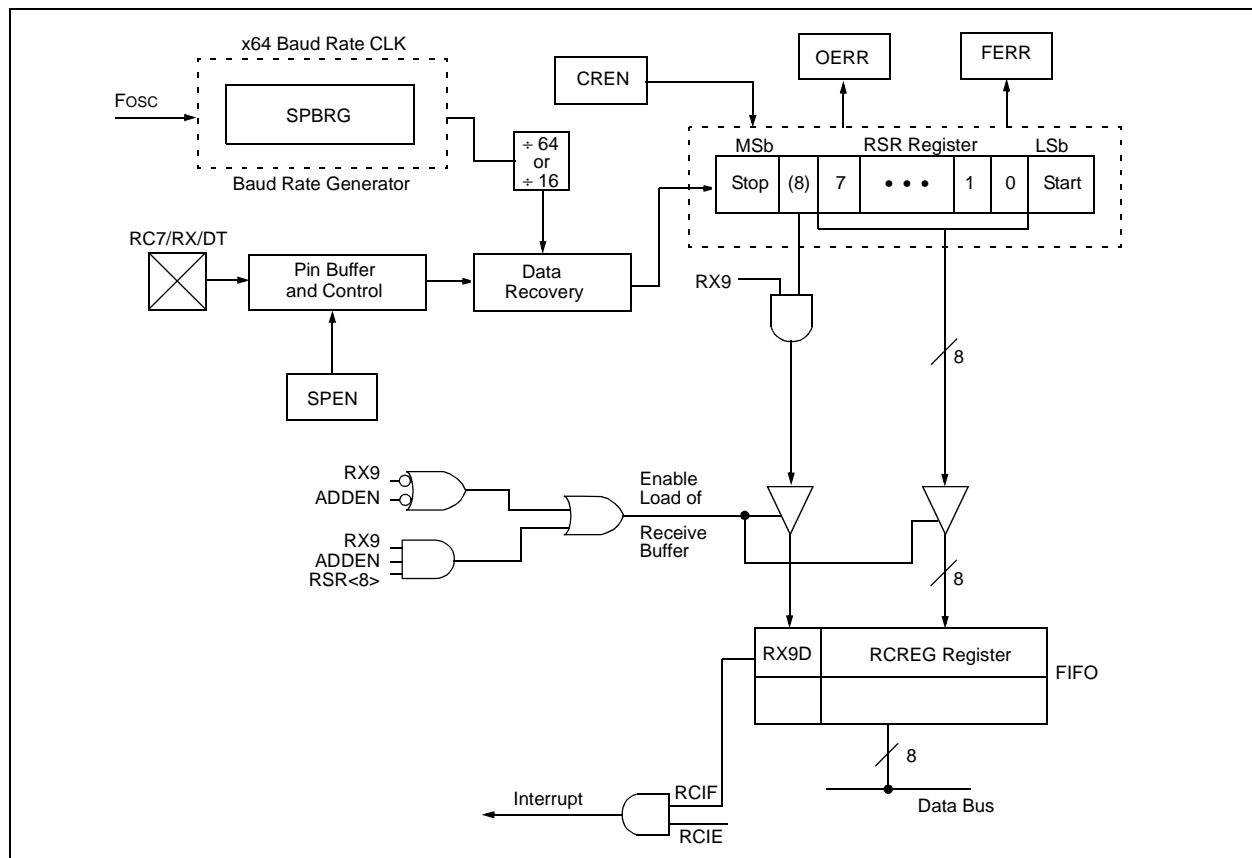 x64 Baud Rate CLK
FOSC
SPBRG
Baud Rate Generator
÷ 64
or
÷ 16
CREN
OERR
FERR
MSb
RSR Register
LSb
Stop
(8)
7
• • •
1
0
Start
RC7/RX/DT
Pin Buffer
and Control
Data
Recovery
SPEN
RX9
8
RX9
ADDEN
RX9
ADDEN
RSR<8>
Enable
Load of
Receive
Buffer
8
RX9D
RCREG Register
FIFO
8
Data Bus
Interrupt
RCIF
RCIE